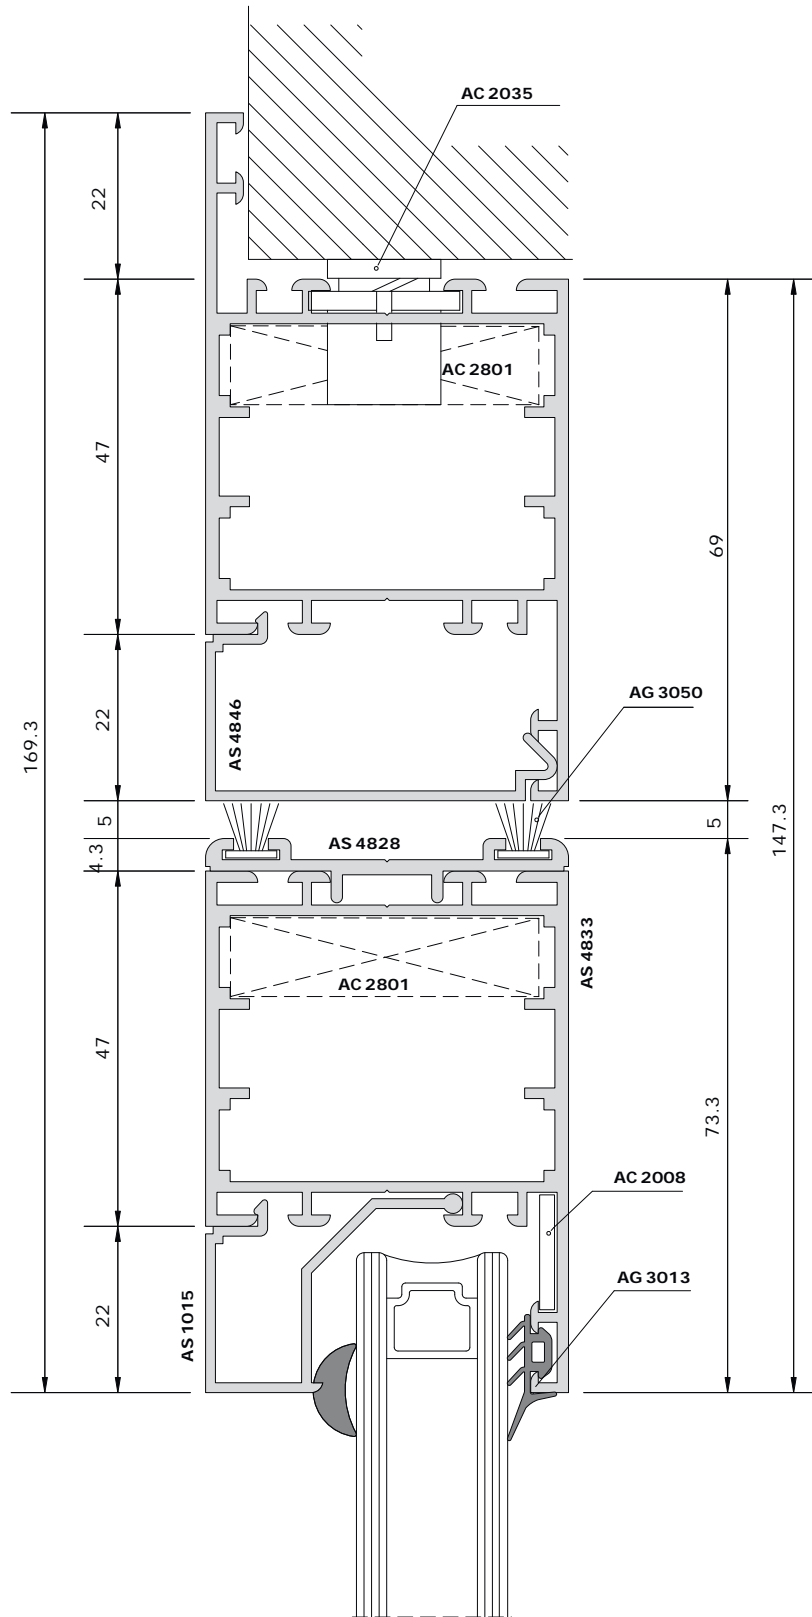 AC 2035
22
AC 2801
47
69
AG 3050
AS 4846
22
169.3
5
5
147.3
AS 4828
4.3
AS 4833
AC 2801
47
73.3
AC 2008
AG 3013
AS 1015
22